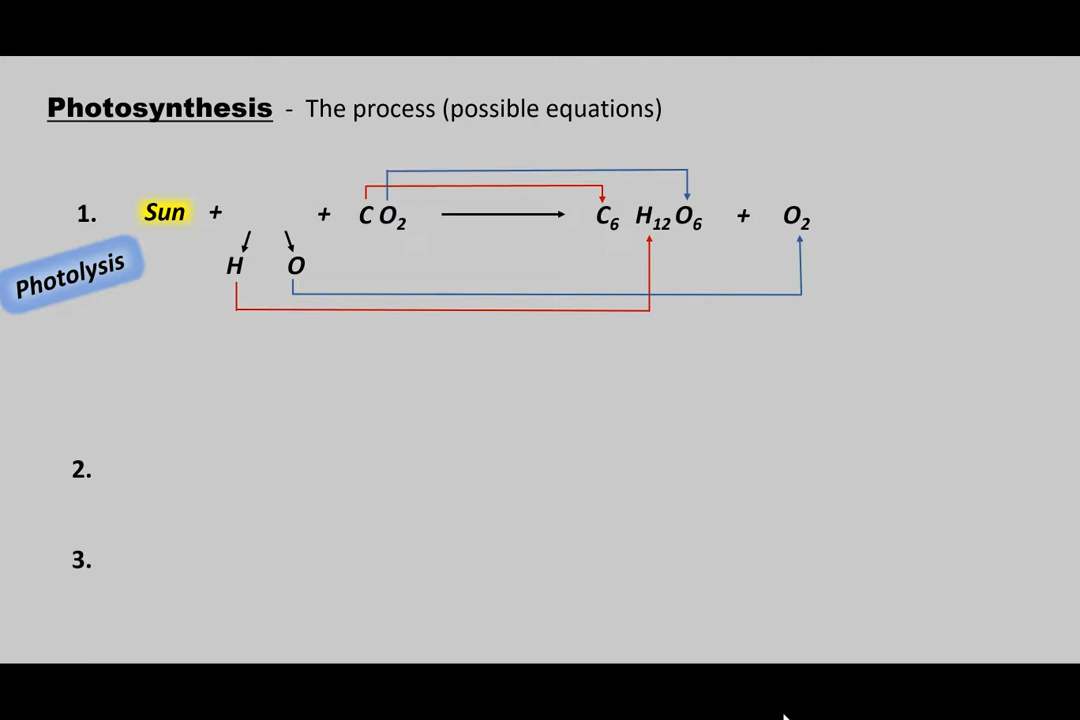 Photosynthesis - The process (possible equations)
1. Sun + + C O₂ C₆ H₁₂ O₆ + O₂
Photolysis H O
2.
3.